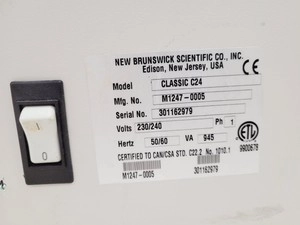 NEW BRUNSWICK SCIENTIFIC CO., INC.
Edison, New Jersey, USA
CE
Model CLASSIC C24
Mfg. No. M1247-0005
Serial No. 301162979
Volts 230/240 Ph 1
Hertz 50/60 VA 945
ETL
9900678
CERTIFIED TO CAN/CSA STD. C22.2 No. 1010.1
M1247-0005 301162979
I
O